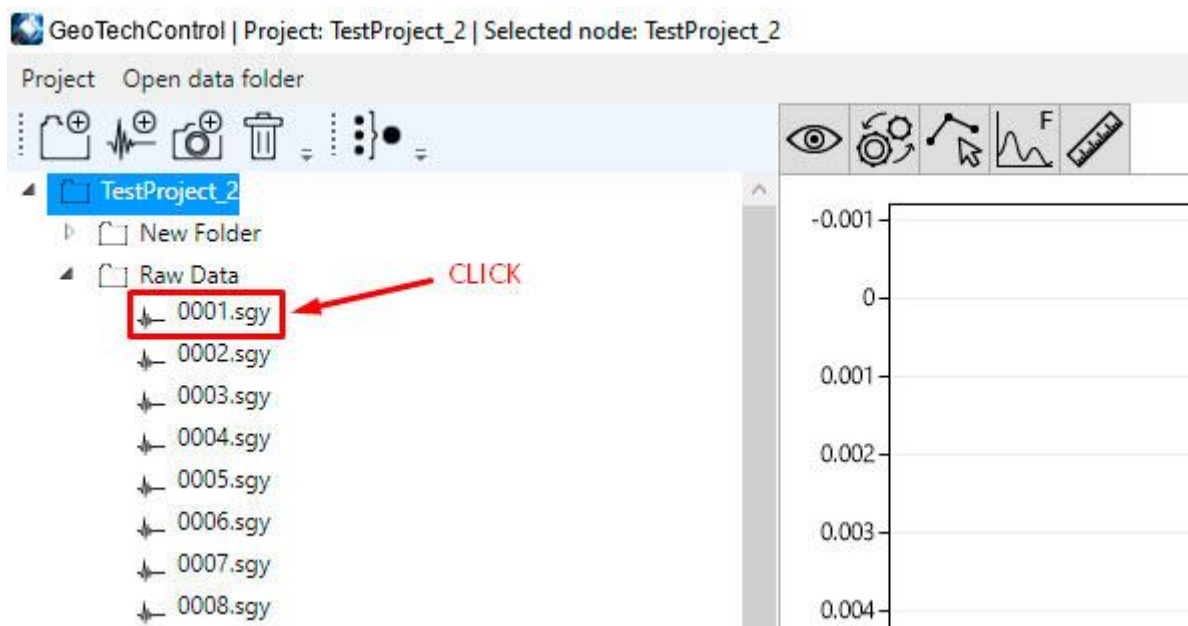 GeoTechControl | Project: TestProject_2 | Selected node: TestProject_2
Project Open data folder
F
TestProject_2
New Folder
Raw Data
CLICK
0001.sgy
0002.sgy
0003.sgy
0004.sgy
0005.sgy
0006.sgy
0007.sgy
0008.sgy
-0.001
0
0.001
0.002
0.003
0.004